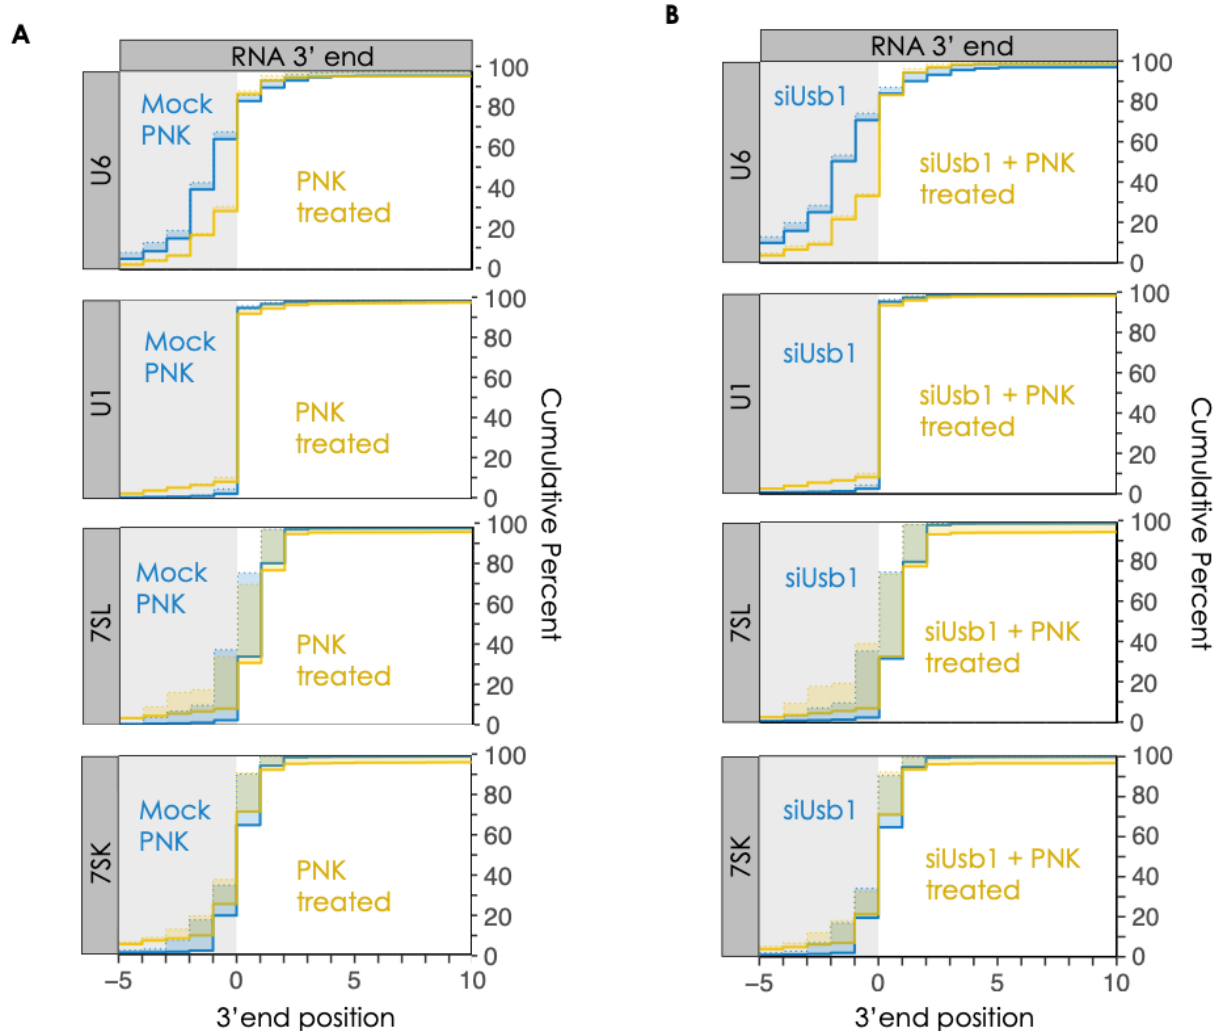 A
RNA 3’ end
U6
Mock
PNK
PNK
treated
100
80
60
40
20
0
U1
Mock
PNK
PNK
treated
100
80
60
40
20
0
7SL
Mock
PNK
PNK
treated
100
80
60
40
20
0
7SK
Mock
PNK
PNK
treated
100
80
60
40
20
0
−5
0
5
10
3’end position
Cumulative Percent
B
RNA 3’ end
U6
siUsb1
siUsb1 + PNK
treated
100
80
60
40
20
0
U1
siUsb1
siUsb1 + PNK
treated
100
80
60
40
20
0
7SL
siUsb1
siUsb1 + PNK
treated
100
80
60
40
20
0
7SK
siUsb1
siUsb1 + PNK
treated
100
80
60
40
20
0
−5
0
5
10
3’end position
Cumulative Percent